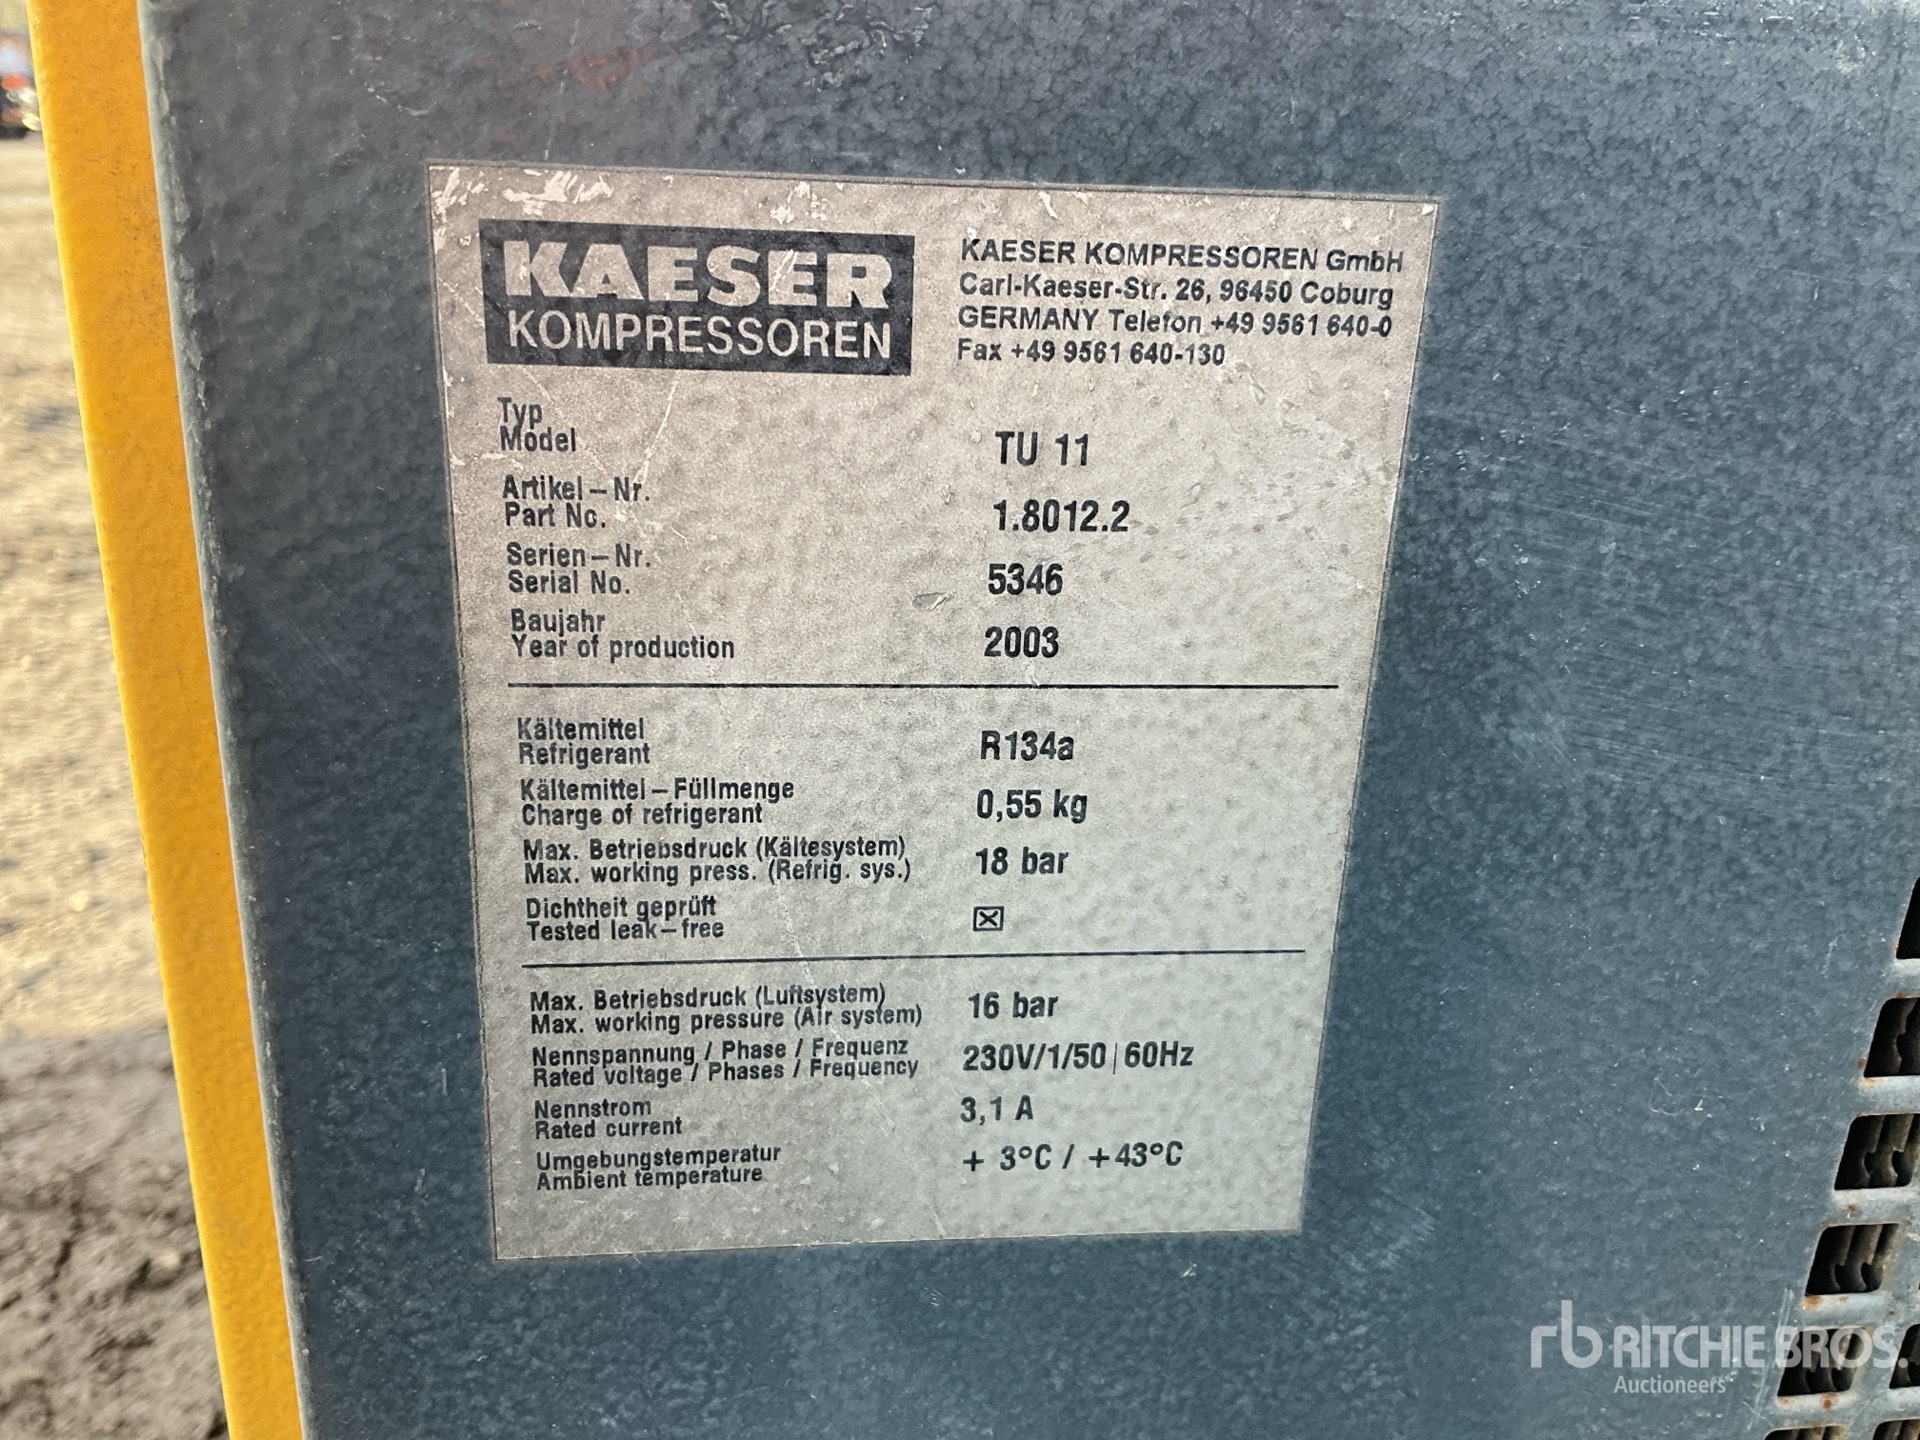 KAESER
KOMPRESSOREN
KAESER KOMPRESSOREN GmbH
Carl-Kaeser-Str. 26, 96450 Coburg
GERMANY Telefon +49 9561 640-0
Fax +49 9561 640-130
Typ
Model TU 11
Artikel-Nr.
Part No. 1.8012.2
Serien-Nr.
Serial No. 5346
Baujahr
Year of production 2003
Kältemittel
Refrigerant R134a
Kältemittel-Füllmenge
Charge of refrigerant 0,55 kg
Max. Betriebsdruck (Kältesystem)
Max. working press. (Refrig. sys.) 18 bar
Dichtheit geprüft
Tested leak-free ☒
Max. Betriebsdruck (Luftsystem)
Max. working pressure (Air system) 16 bar
Nennspannung / Phase / Frequenz
Rated voltage / Phases / Frequency 230V/1/50|60Hz
Nennstrom
Rated current 3,1 A
Umgebungstemperatur
Ambient temperature + 3°C / +43°C
rb RITCHIE BROS.
Auctioneers